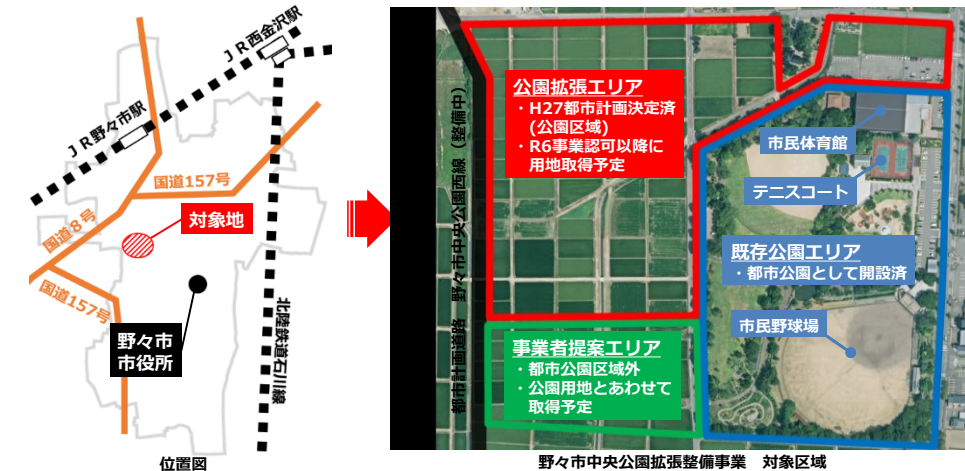 JR西金沢駅
JR野々市駅
国道157号
国道8号
対象地
国道157号
野々市
市役所
北陸鉄道石川線
位置図
都市計画道路 野々市中央公園西線（整備中）
公園拡張エリア
・H27都市計画決定済
(公園区域)
・R6事業認可以降に
用地取得予定
市民体育館
テニスコート
既存公園エリア
・都市公園として開設済
市民野球場
事業者提案エリア
・都市公園区域外
・公園用地とあわせて
取得予定
野々市中央公園拡張整備事業 対象区域